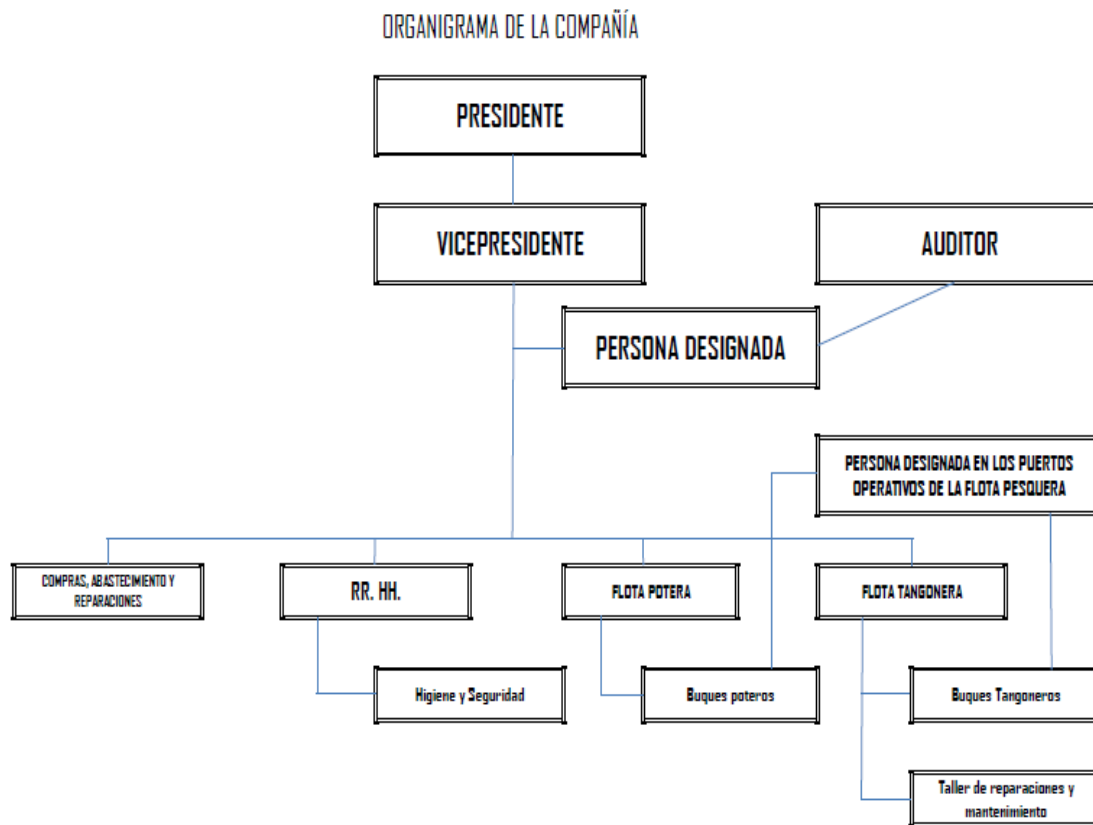 ORGANIGRAMA DE LA COMPAÑÍA
PRESIDENTE
VICEPRESIDENTE
AUDITOR
PERSONA DESIGNADA
PERSONA DESIGNADA EN LOS PUERTOS
OPERATIVOS DE LA FLOTA PESQUERA
COMPRAS, ABASTECIMIENTO Y
REPARACIONES
RR. HH.
FLOTA POTERA
FLOTA TANGONERA
Higiene y Seguridad
Buques poteros
Buques Tangoneros
Taller de reparaciones y
mantenimiento